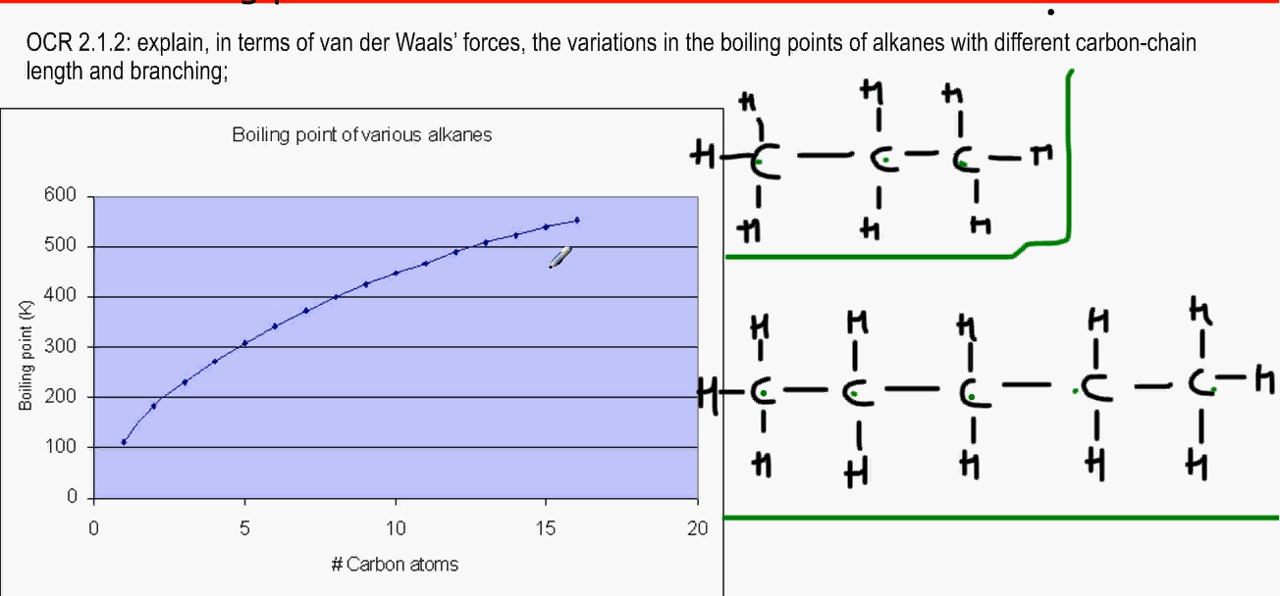 OCR 2.1.2: explain, in terms of van der Waals' forces, the variations in the boiling points of alkanes with different carbon-chain
length and branching;
Boiling point of various alkanes
600
500
400
300
200
100
0
Boiling point (K)
0 5 10 15 20
# Carbon atoms
H H H
H C C C H
H H H
H H H H H
H C C C C C H
H H H H H